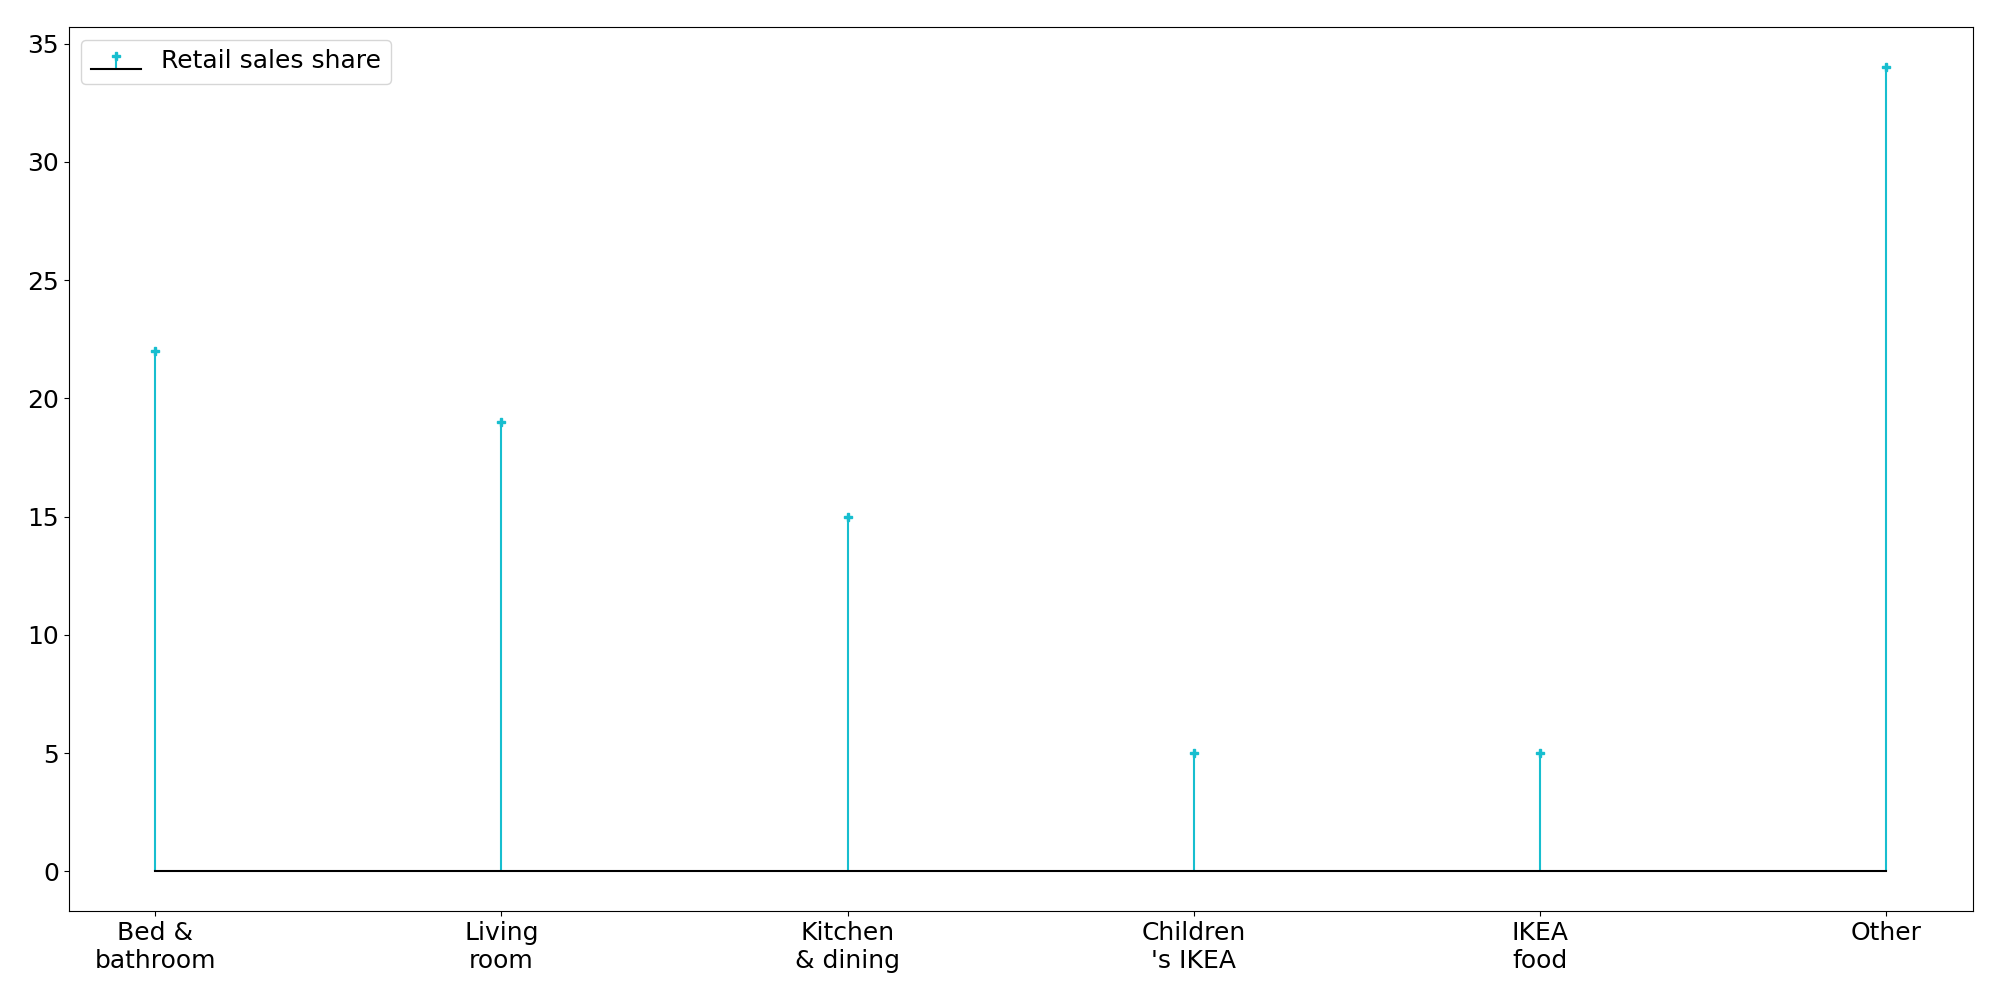 35
Retail sales share
30
25
20
15
10
5
0
Bed &
bathroom
Living
room
Kitchen
& dining
Children
's IKEA
IKEA
food
Other